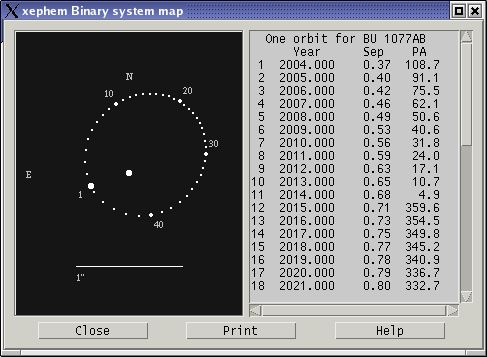 xephem Binary system map
N
10
20
30
E
1
40
1"
One orbit for BU 1077AB
Year Sep PA
1 2004.000 0.37 108.7
2 2005.000 0.40 91.1
3 2006.000 0.42 75.5
4 2007.000 0.46 62.1
5 2008.000 0.49 50.6
6 2009.000 0.53 40.6
7 2010.000 0.56 31.8
8 2011.000 0.59 24.0
9 2012.000 0.63 17.1
10 2013.000 0.65 10.7
11 2014.000 0.68 4.9
12 2015.000 0.71 359.6
13 2016.000 0.73 354.5
14 2017.000 0.75 349.8
15 2018.000 0.77 345.2
16 2019.000 0.78 340.9
17 2020.000 0.79 336.7
18 2021.000 0.80 332.7
Close Print Help